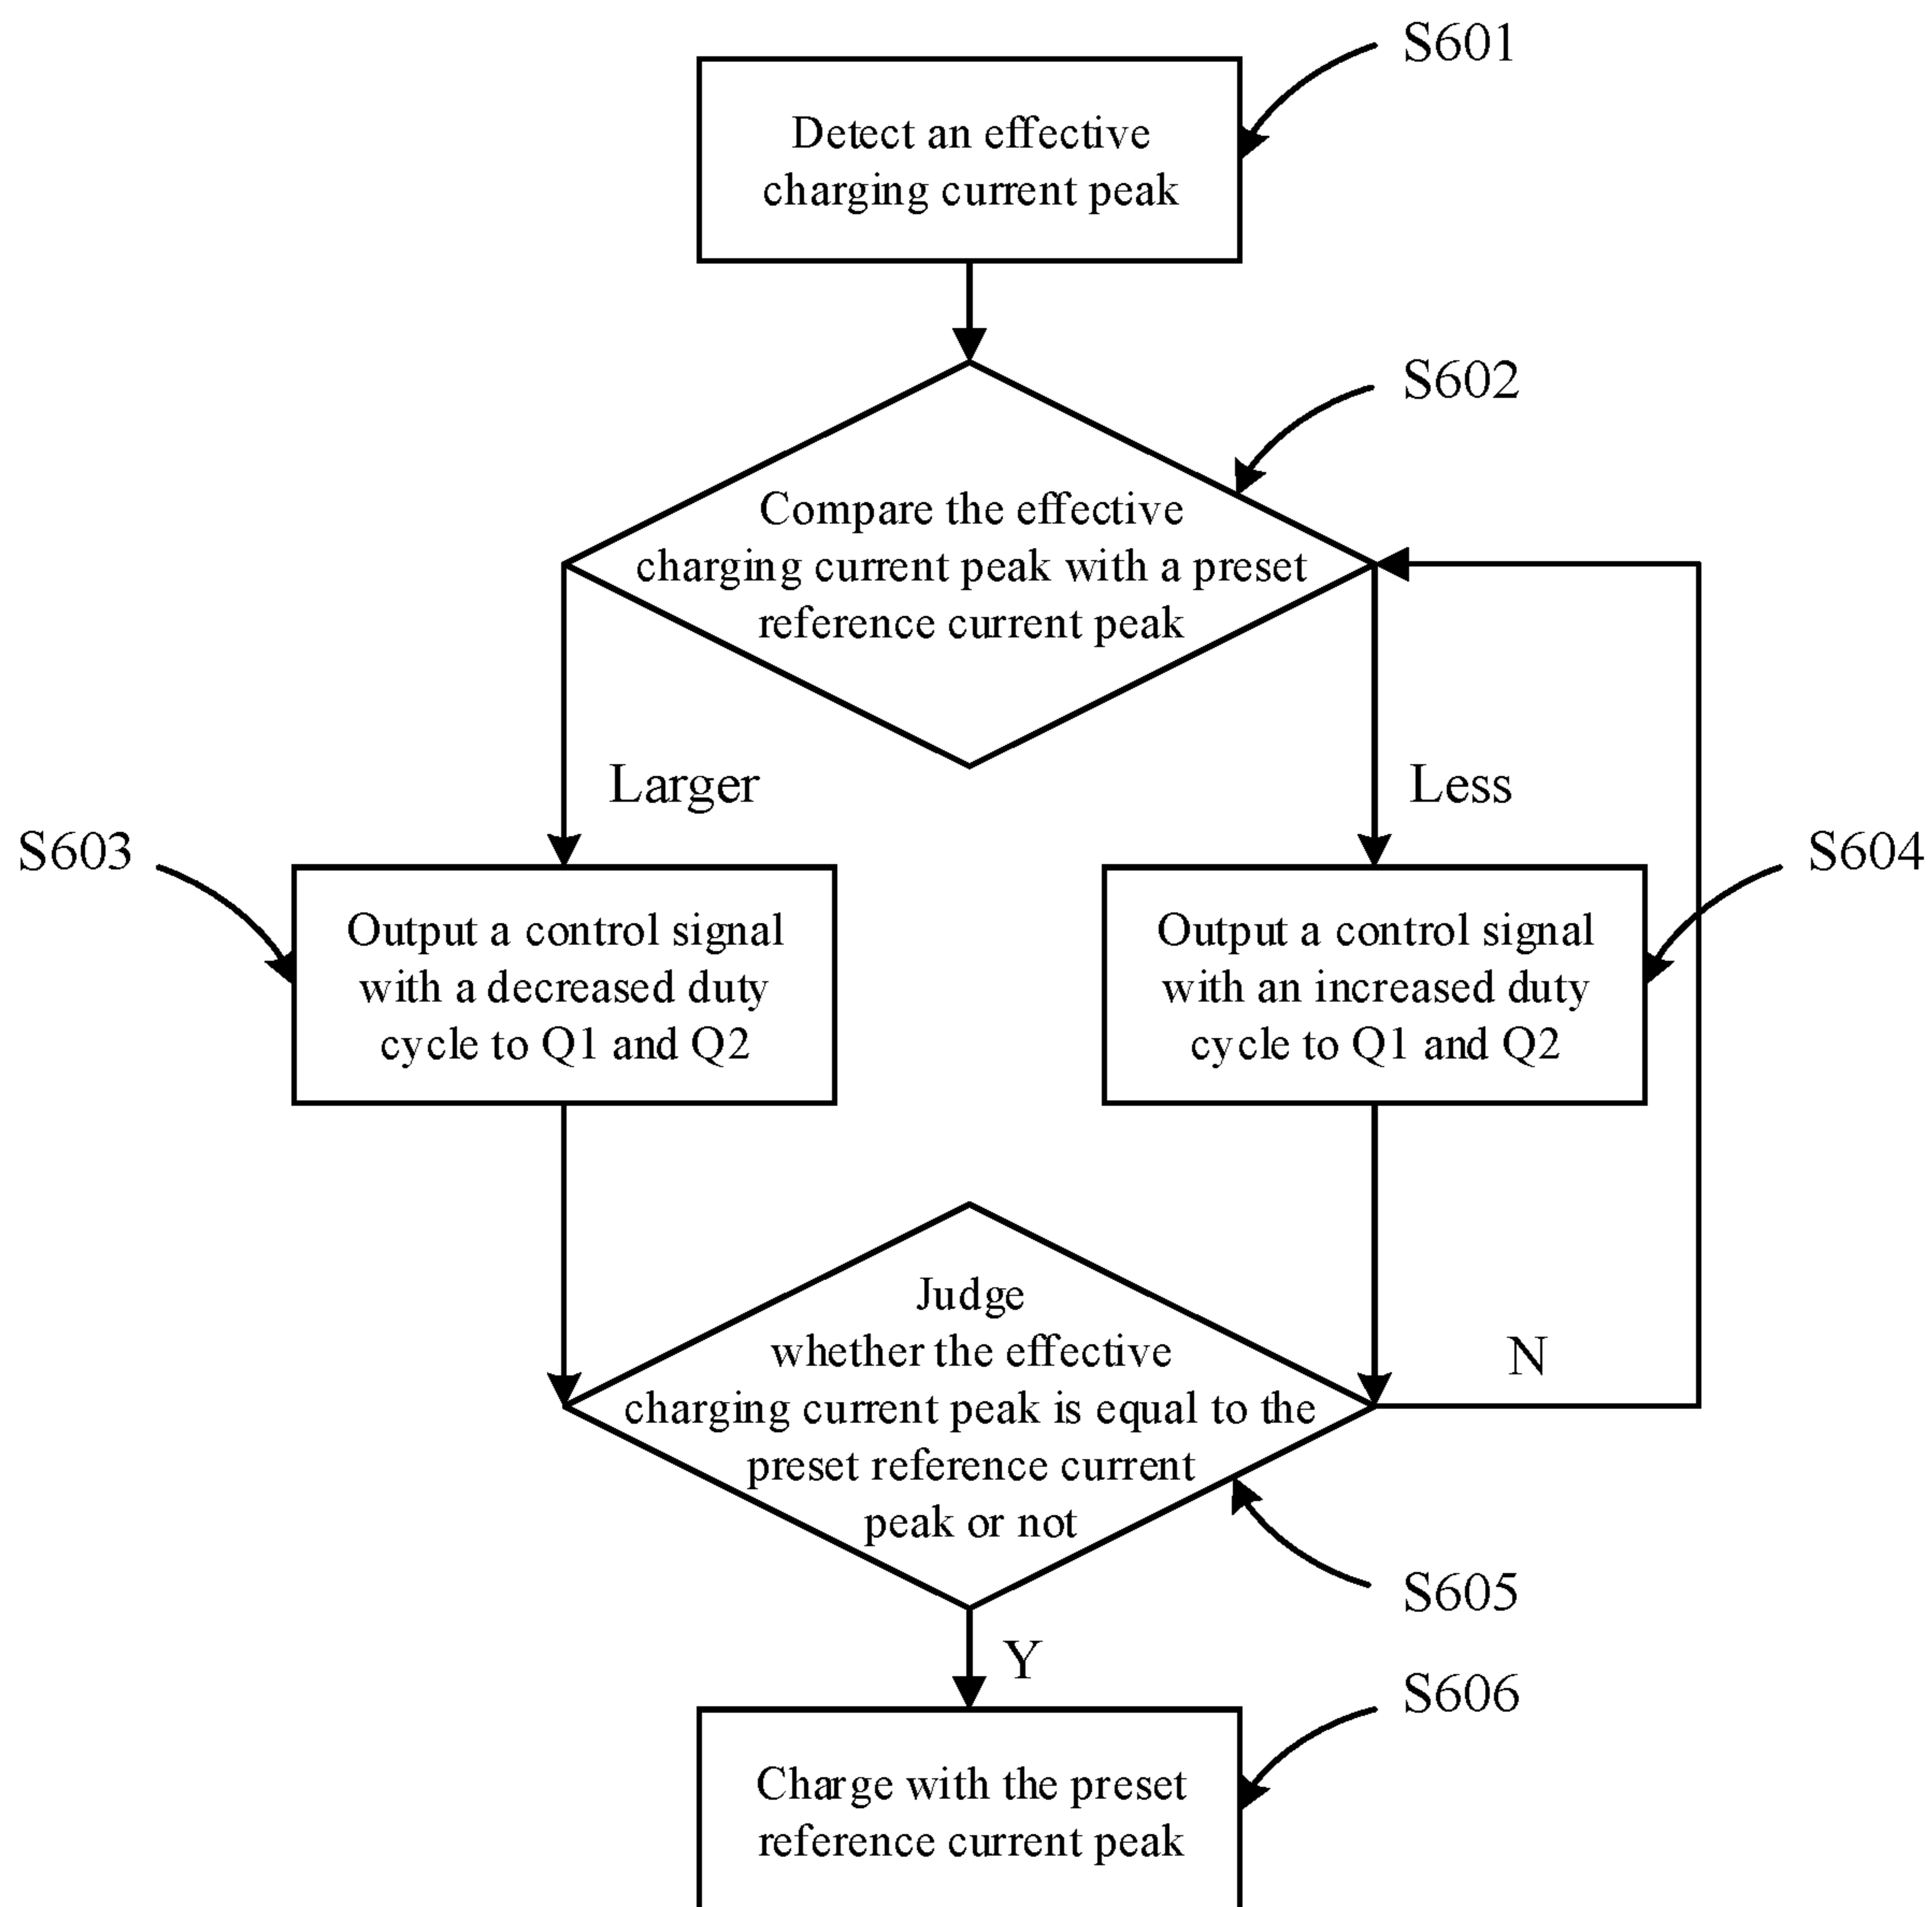 S601
Detect an effective
charging current peak
S602
Compare the effective
charging current peak with a preset
reference current peak
Larger
Less
S603
S604
Output a control signal
with a decreased duty
cycle to Q1 and Q2
Output a control signal
with an increased duty
cycle to Q1 and Q2
Judge
whether the effective
charging current peak is equal to the
preset reference current
peak or not
N
S605
Y
S606
Charge with the preset
reference current peak